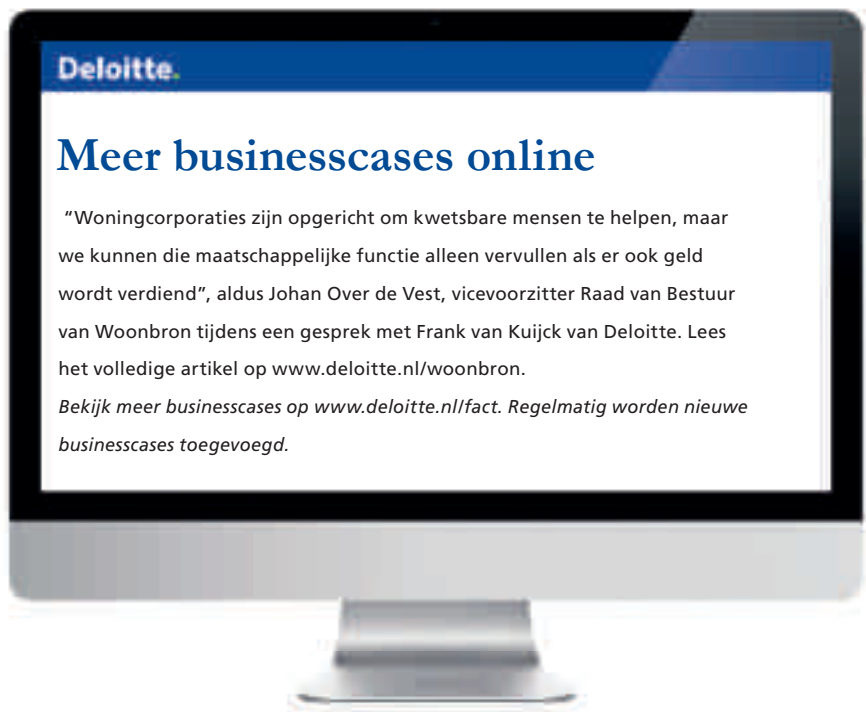 Deloitte.
Meer businesscases online
“Woningcorporaties zijn opgericht om kwetsbare mensen te helpen, maar
we kunnen die maatschappelijke functie alleen vervullen als er ook geld
wordt verdiend”, aldus Johan Over de Vest, vicevoorzitter Raad van Bestuur
van Woonbron tijdens een gesprek met Frank van Kuijck van Deloitte. Lees
het volledige artikel op www.deloitte.nl/woonbron.
Bekijk meer businesscases op www.deloitte.nl/fact. Regelmatig worden nieuwe
businesscases toegevoegd.